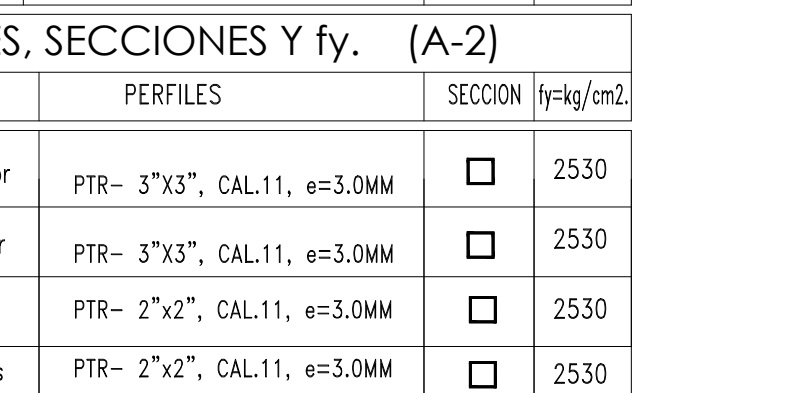 S, SECCIONES Y fy. (A-2)
PERFILES SECCION fy=kg/cm2.
or PTR- 3"X3", CAL.11, e=3.0MM 2530
r PTR- 3"X3", CAL.11, e=3.0MM 2530
PTR- 2"x2", CAL.11, e=3.0MM 2530
s PTR- 2"x2", CAL.11, e=3.0MM 2530